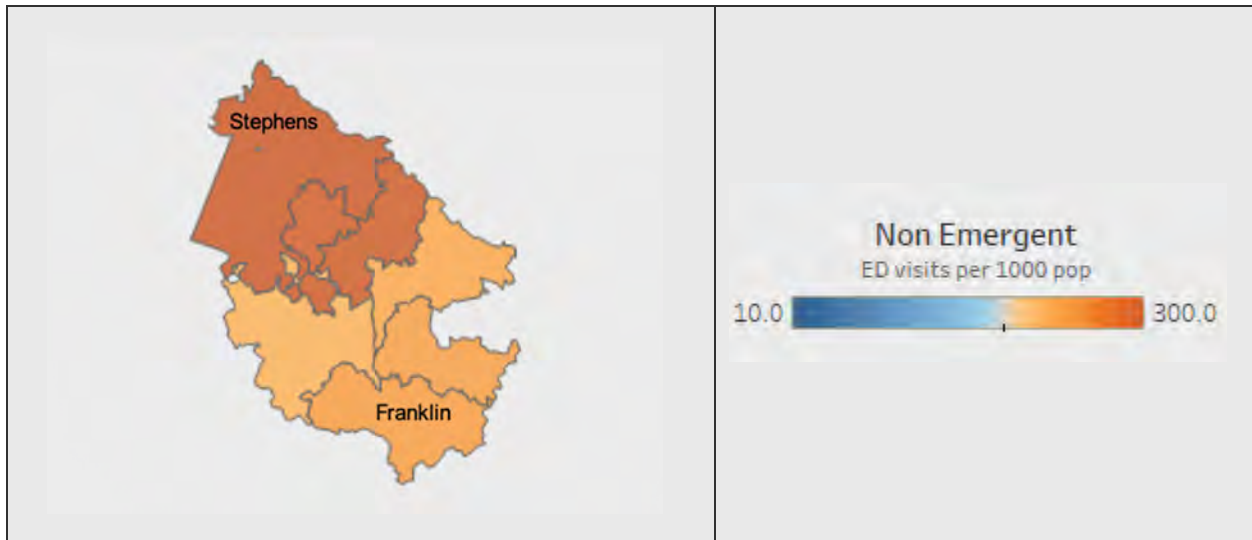 Stephens
Franklin
Non Emergent
ED visits per 1000 pop
10.0 300.0